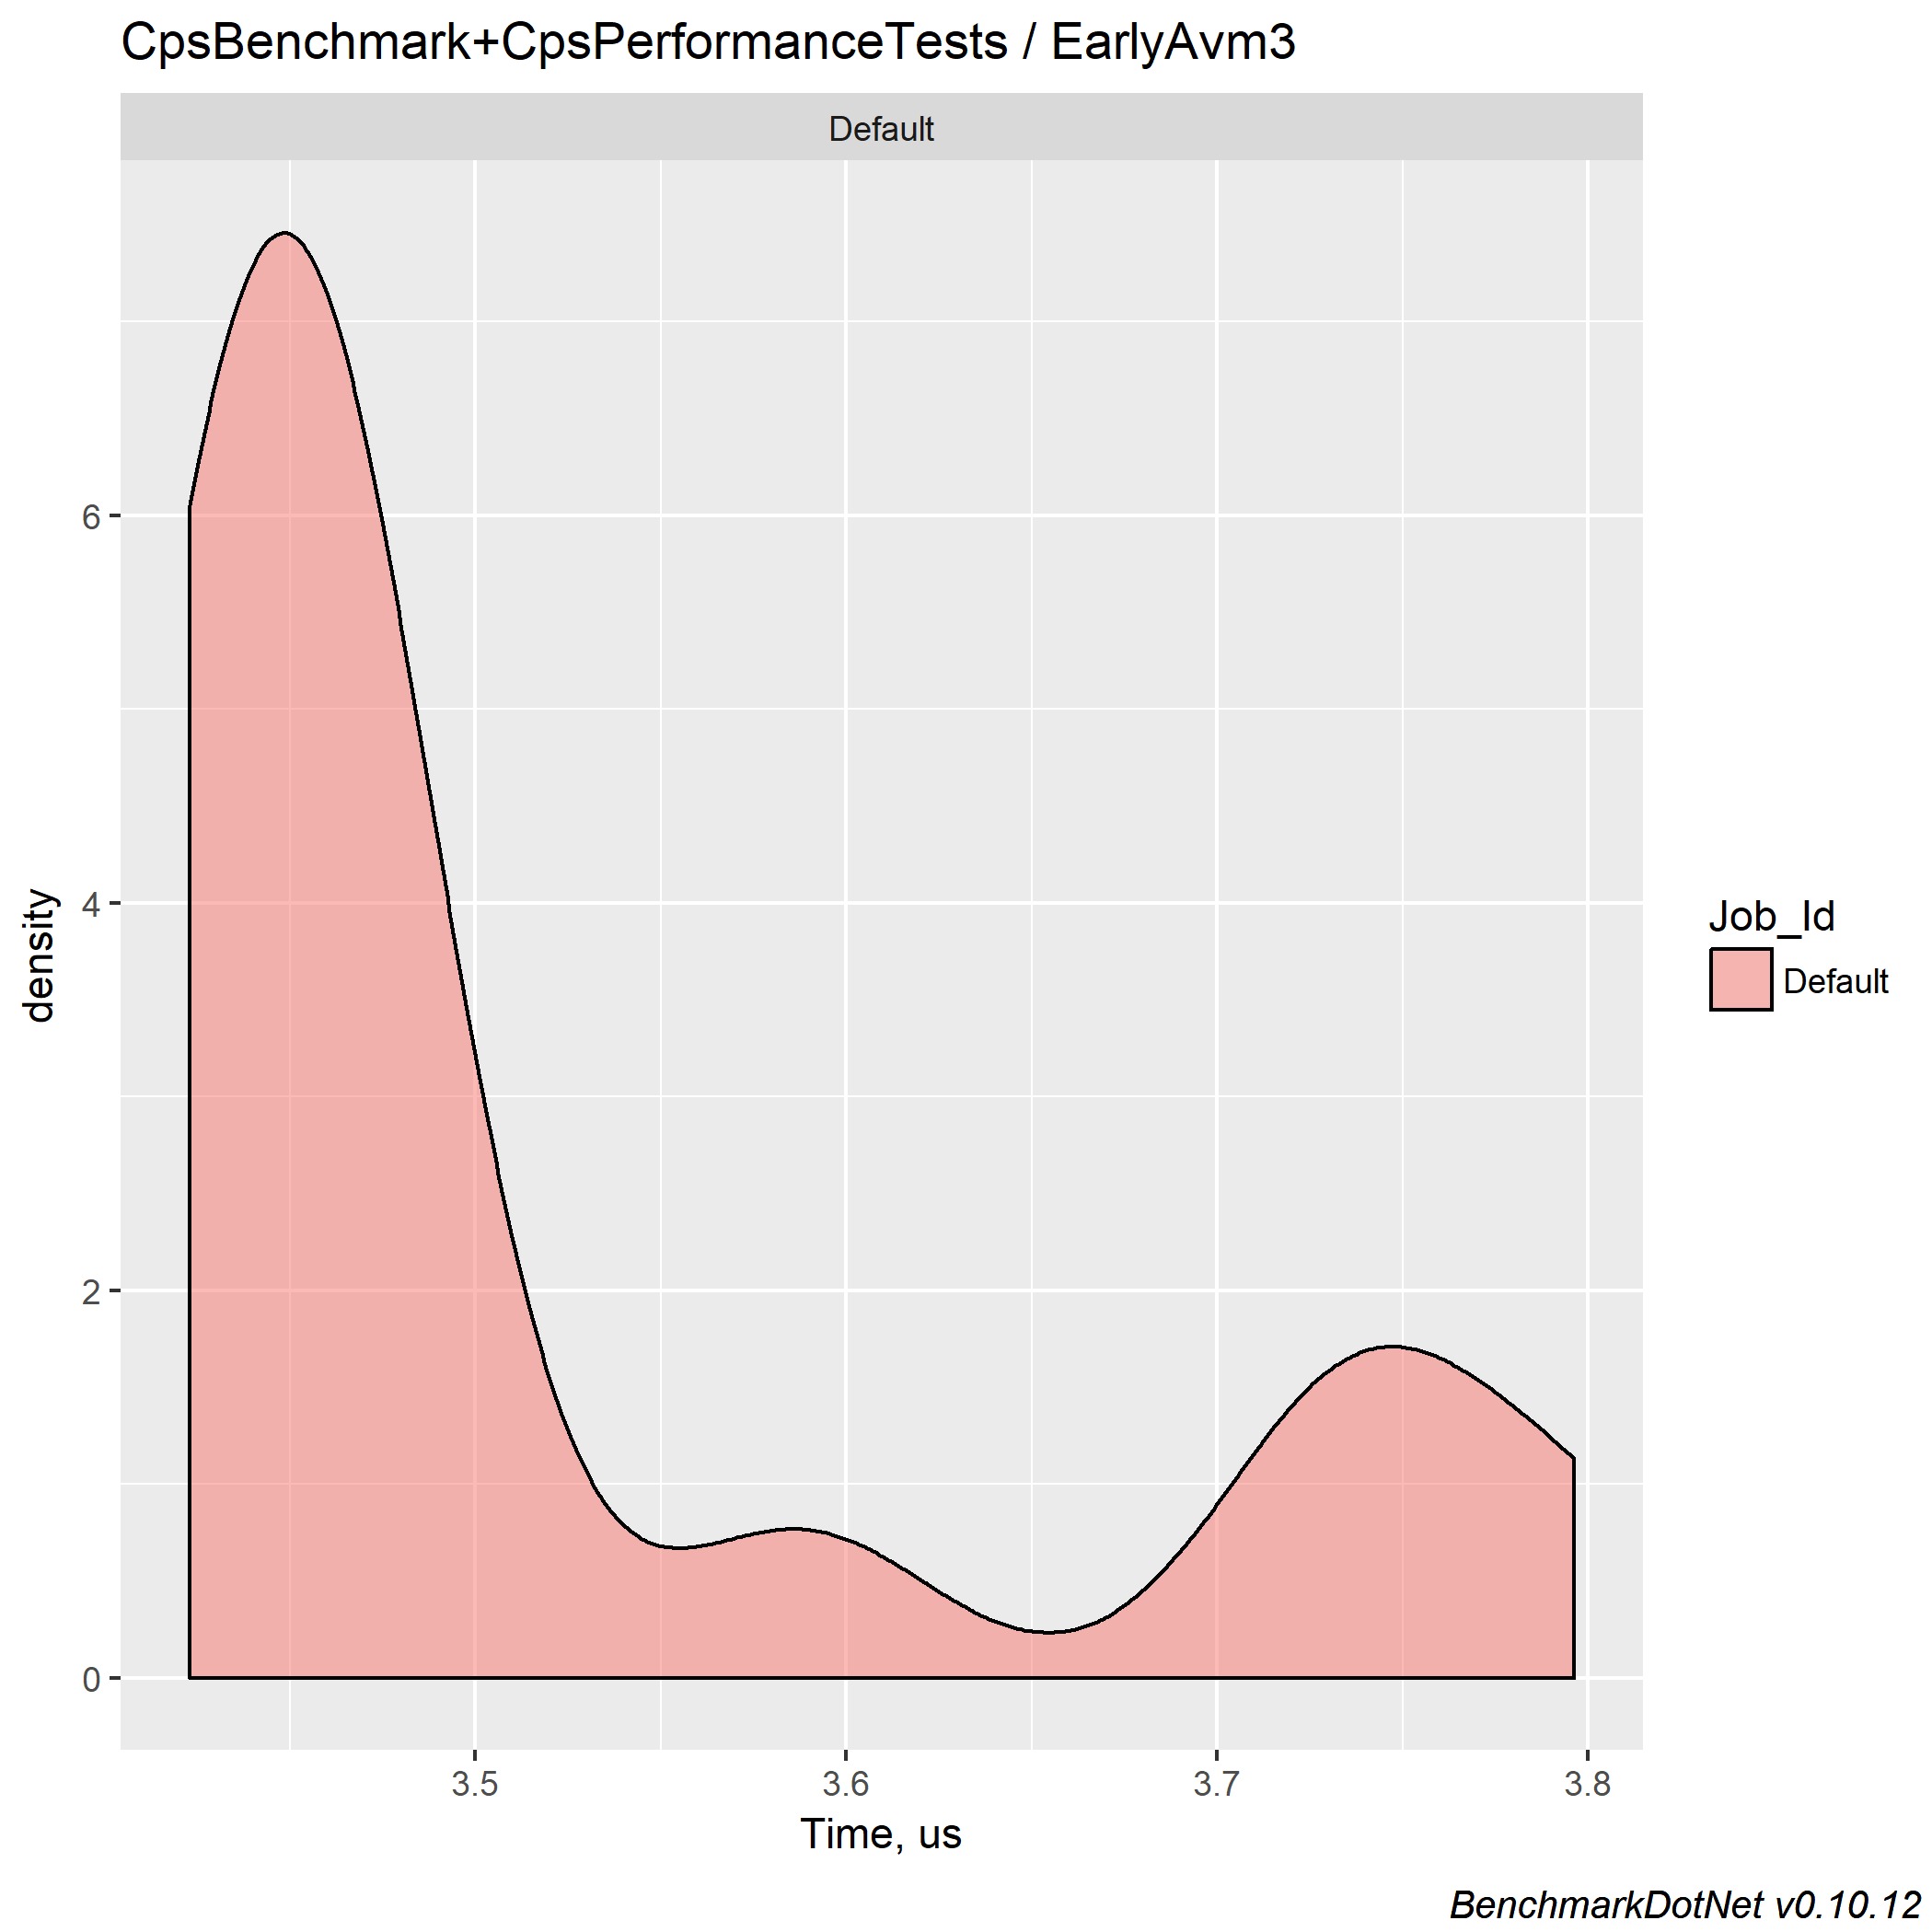 CpsBenchmark+CpsPerformanceTests / EarlyAvm3
Default
6
4
2
0
density
3.5 3.6 3.7 3.8
Time, us
Job_Id
Default
BenchmarkDotNet v0.10.12